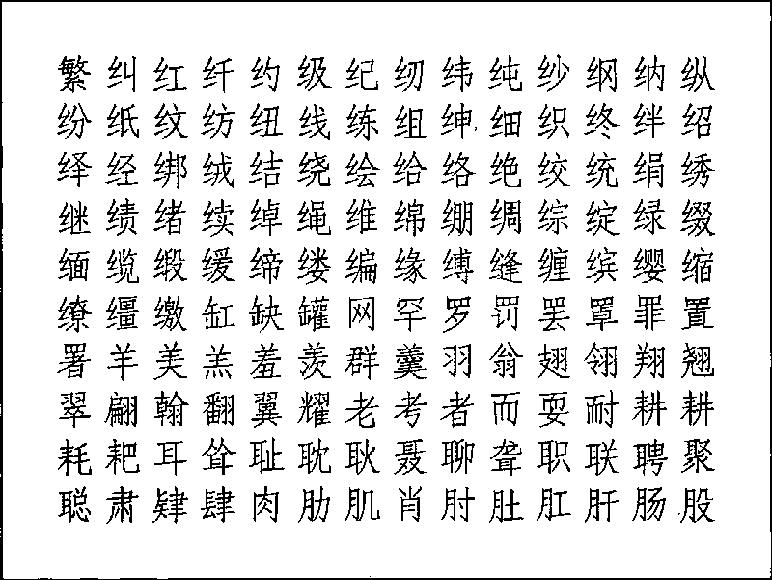 繁纠红纤约级纪纫纬纯纱纲纳纵
纷纸纹纺纽线练组绅细织终绊绍
绎经绑绒结绕绘给络绝绞统绢绣
继绩绪续绰绳维绵绷绸综绽绿缀
缅缆缎缓缔缕编缘缚缝缠缤缨缩
缭缰缴缸缺罐网罕罗罚罢罩罪置
署羊美羔羞羡群羹羽翁翅翎翔翘
翠翩翰翻翼耀老考者而耍耐耕耕
耗耙耳耸耻耽耿聂聊聋职联聘聚
聪肃肄肆肉肋肌肖肘肚肛肝肠股